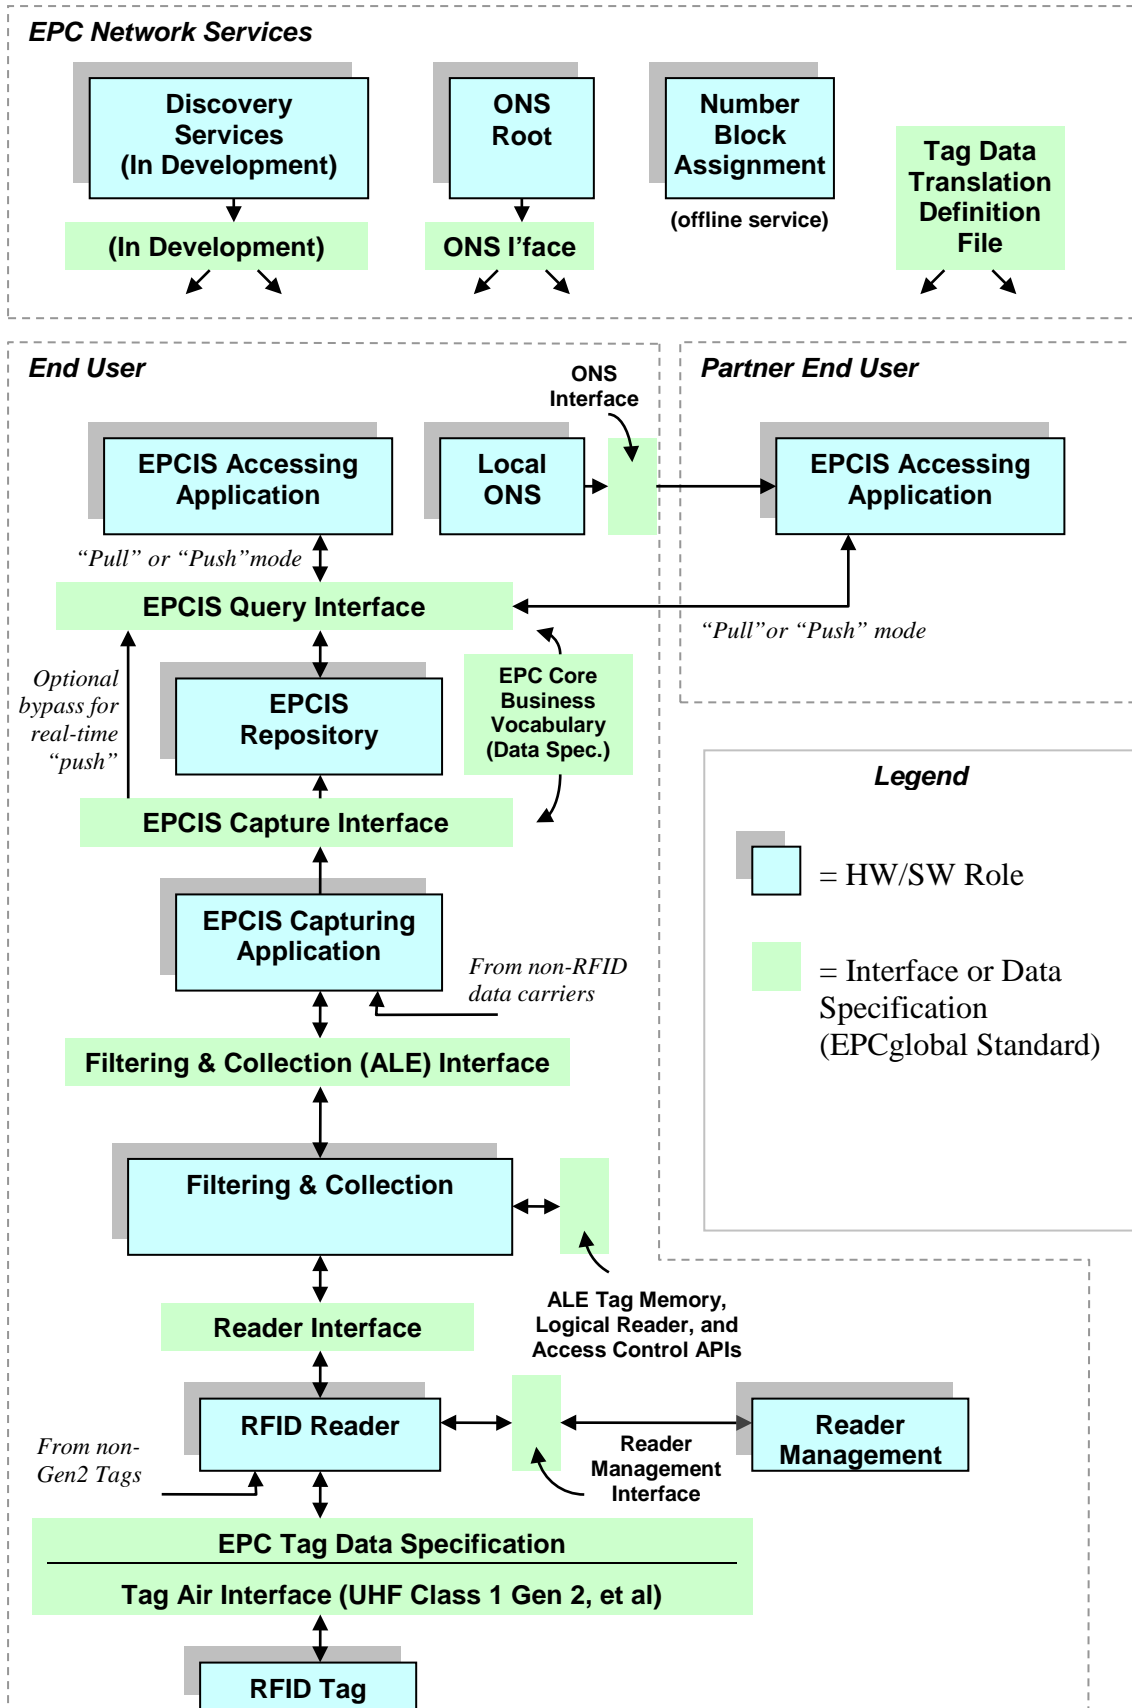 EPC Network Services
Discovery
Services
(In Development)
ONS
Root
Number
Block
Assignment
(offline service)
Tag Data
Translation
Definition
File
(In Development)
ONS I’face
End User
ONS
Interface
Partner End User
EPCIS Accessing
Application
Local
ONS
EPCIS Accessing
Application
“Pull” or “Push”mode
EPCIS Query Interface
“Pull”or “Push” mode
Optional
bypass for
real-time
“push”
EPCIS
Repository
EPC Core
Business
Vocabulary
(Data Spec.)
EPCIS Capture Interface
EPCIS Capturing
Application
From non-RFID
data carriers
Filtering & Collection (ALE) Interface
Filtering & Collection
ALE Tag Memory,
Logical Reader, and
Access Control APIs
Reader Interface
RFID Reader
From non-
Gen2 Tags
Reader
Management
Interface
Reader
Management
EPC Tag Data Specification
Tag Air Interface (UHF Class 1 Gen 2, et al)
RFID Tag
Legend
= HW/SW Role
= Interface or Data
Specification
(EPCglobal Standard)